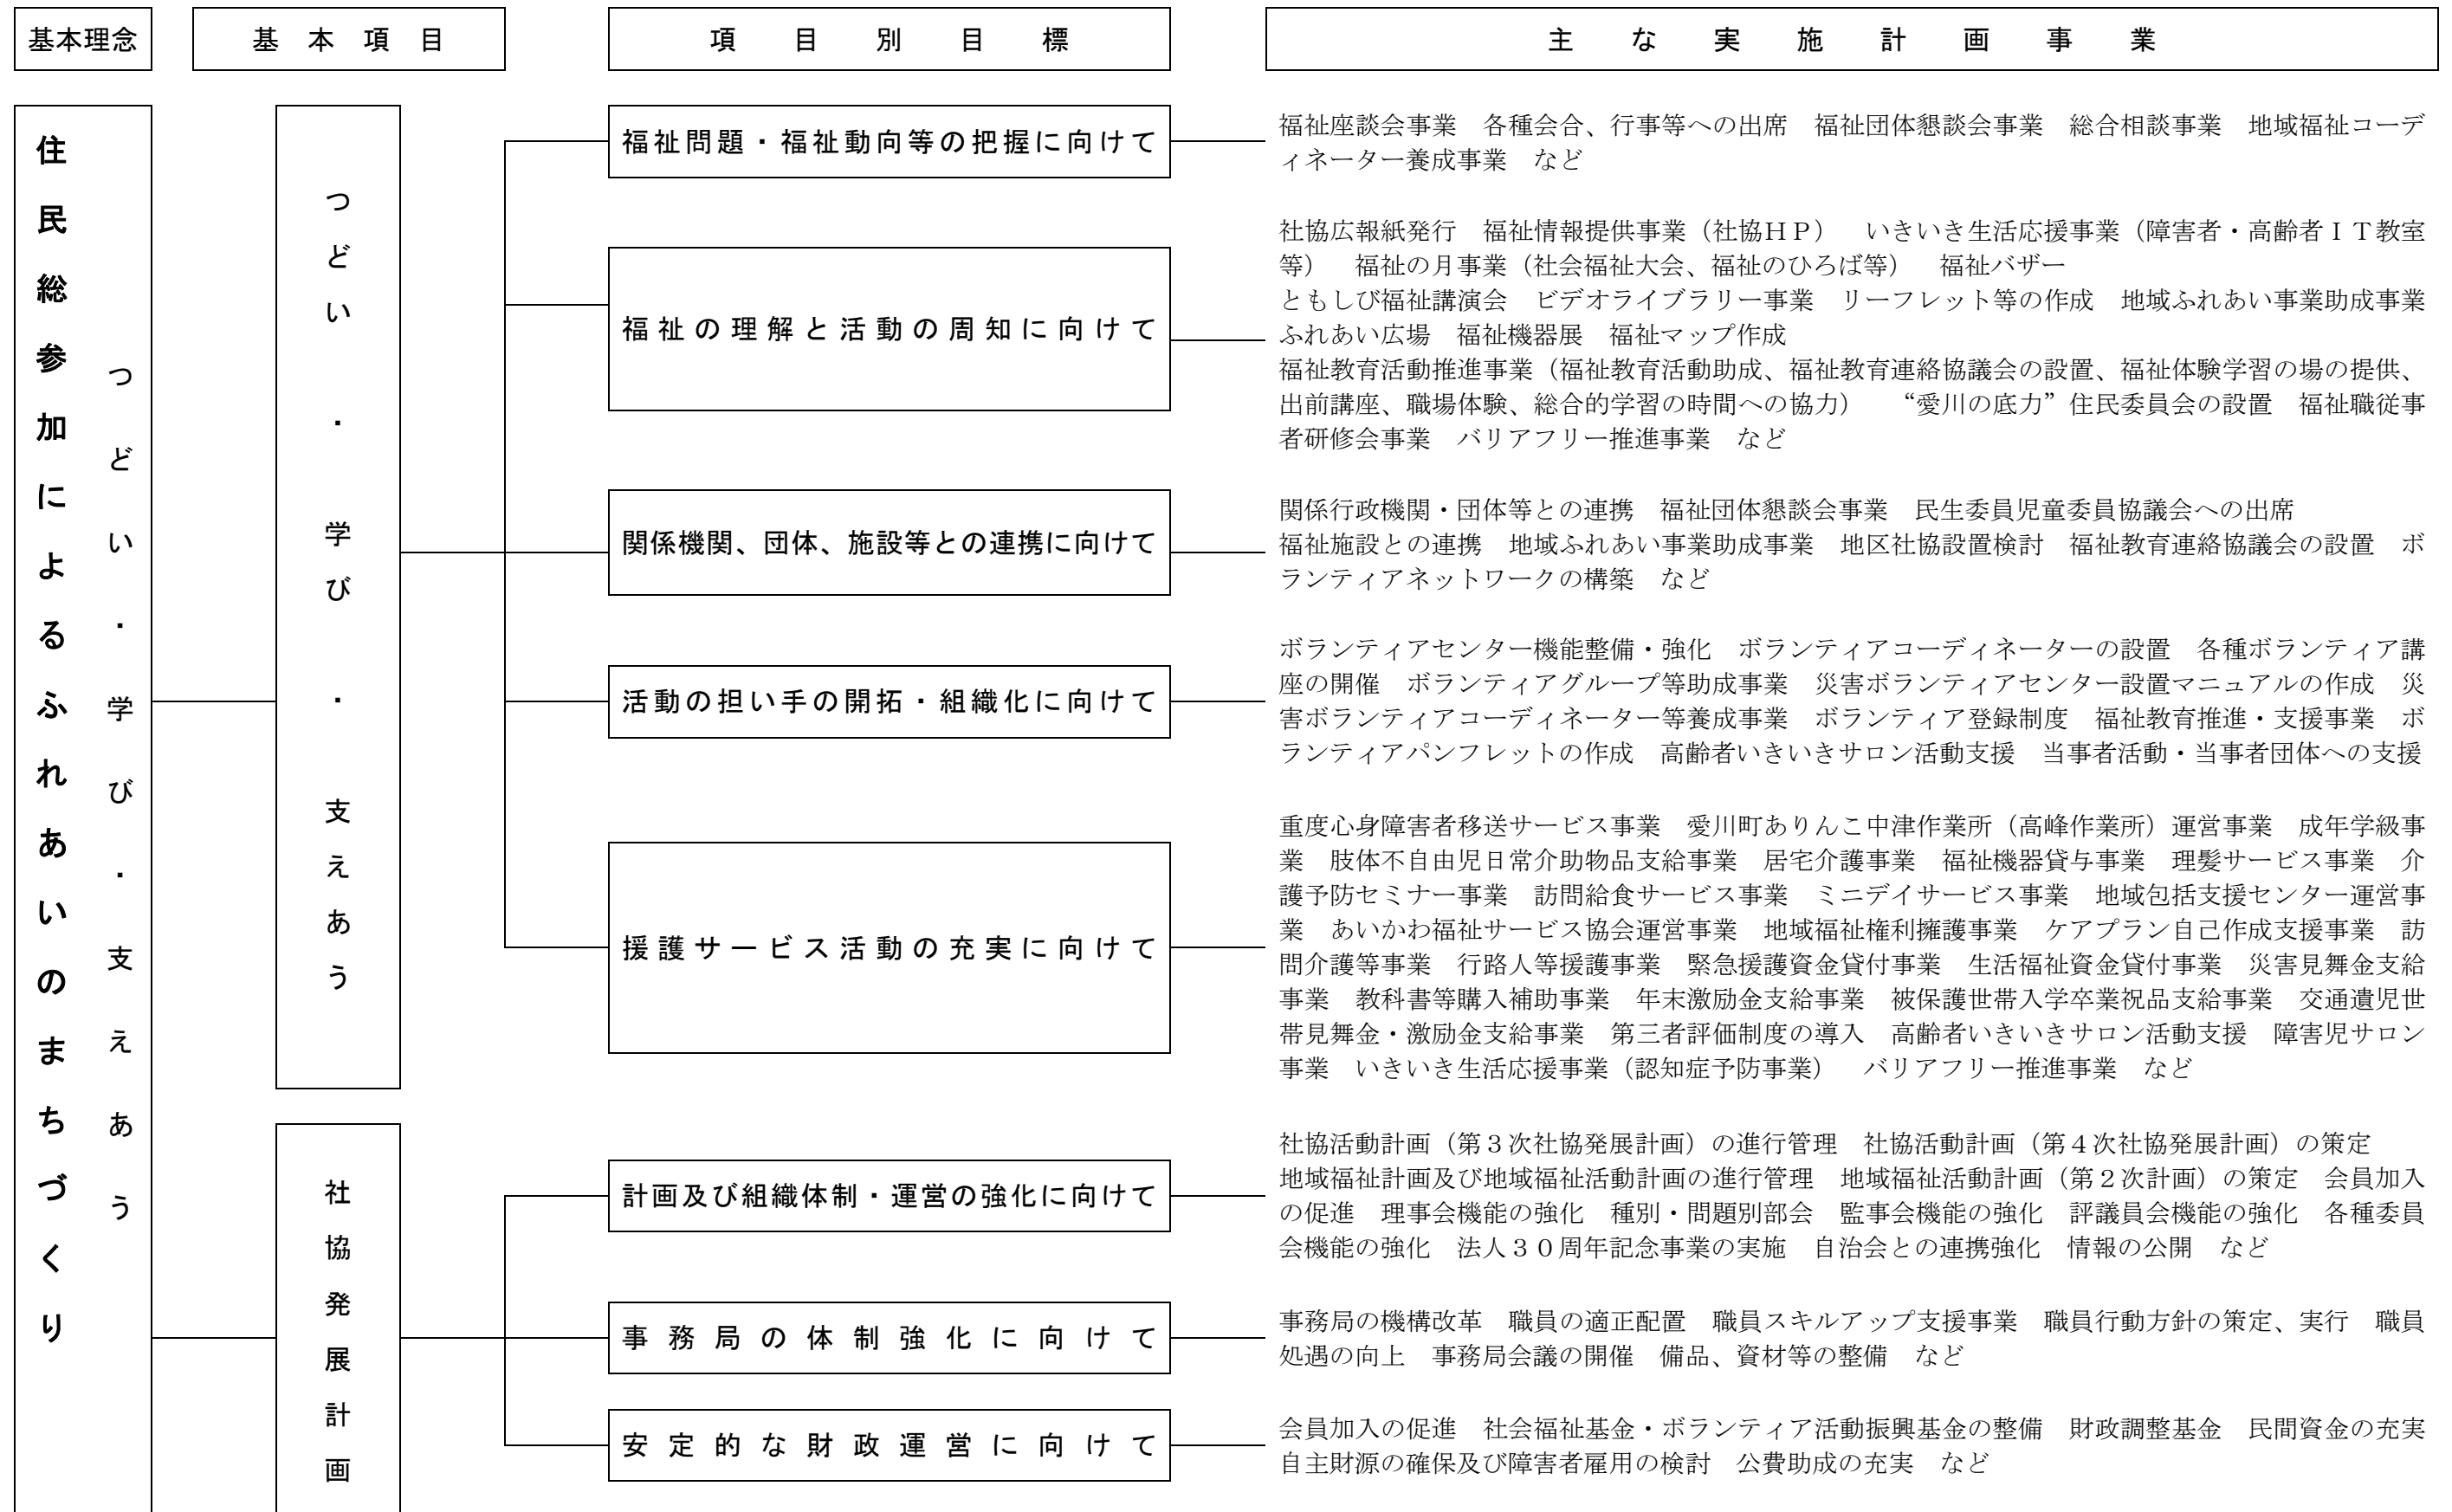 基本理念
基本項目
項目別目標
主な実施計画事業
住民総参加によるふれあいのまちづくり
つどい・学び・支えあう
つどい・学び・支えあう
福祉問題・福祉動向等の把握に向けて
福祉座談会事業　各種会合、行事等への出席　福祉団体懇談会事業　総合相談事業　地域福祉コーデ
ィネーター養成事業　など
福祉の理解と活動の周知に向けて
社協広報紙発行　福祉情報提供事業（社協ＨＰ）　いきいき生活応援事業（障害者・高齢者ＩＴ教室
等）　福祉の月事業（社会福祉大会、福祉のひろば等）　福祉バザー
ともしび福祉講演会　ビデオライブラリー事業　リーフレット等の作成　地域ふれあい事業助成事業
ふれあい広場　福祉機器展　福祉マップ作成
福祉教育活動推進事業（福祉教育活動助成、福祉教育連絡協議会の設置、福祉体験学習の場の提供、
出前講座、職場体験、総合的学習の時間への協力）　“愛川の底力”住民委員会の設置　福祉職従事
者研修会事業　バリアフリー推進事業　など
関係機関、団体、施設等との連携に向けて
関係行政機関・団体等との連携　福祉団体懇談会事業　民生委員児童委員協議会への出席
福祉施設との連携　地域ふれあい事業助成事業　地区社協設置検討　福祉教育連絡協議会の設置　ボ
ランティアネットワークの構築　など
活動の担い手の開拓・組織化に向けて
ボランティアセンター機能整備・強化　ボランティアコーディネーターの設置　各種ボランティア講
座の開催　ボランティアグループ等助成事業　災害ボランティアセンター設置マニュアルの作成　災
害ボランティアコーディネーター等養成事業　ボランティア登録制度　福祉教育推進・支援事業　ボ
ランティアパンフレットの作成　高齢者いきいきサロン活動支援　当事者活動・当事者団体への支援
援護サービス活動の充実に向けて
重度心身障害者移送サービス事業　愛川町ありんこ中津作業所（高峰作業所）運営事業　成年学級事
業　肢体不自由児日常介助物品支給事業　居宅介護事業　福祉機器貸与事業　理髪サービス事業　介
護予防セミナー事業　訪問給食サービス事業　ミニデイサービス事業　地域包括支援センター運営事
業　あいかわ福祉サービス協会運営事業　地域福祉権利擁護事業　ケアプラン自己作成支援事業　訪
問介護等事業　行路人等援護事業　緊急援護資金貸付事業　生活福祉資金貸付事業　災害見舞金支給
事業　教科書等購入補助事業　年末激励金支給事業　被保護世帯入学卒業祝品支給事業　交通遺児世
帯見舞金・激励金支給事業　第三者評価制度の導入　高齢者いきいきサロン活動支援　障害児サロン
事業　いきいき生活応援事業（認知症予防事業）　バリアフリー推進事業　など
社協発展計画
計画及び組織体制・運営の強化に向けて
社協活動計画（第３次社協発展計画）の進行管理　社協活動計画（第４次社協発展計画）の策定
地域福祉計画及び地域福祉活動計画の進行管理　地域福祉活動計画（第２次計画）の策定　会員加入
の促進　理事会機能の強化　種別・問題別部会　監事会機能の強化　評議員会機能の強化　各種委員
会機能の強化　法人３０周年記念事業の実施　自治会との連携強化　情報の公開　など
事務局の体制強化に向けて
事務局の機構改革　職員の適正配置　職員スキルアップ支援事業　職員行動方針の策定、実行　職員
処遇の向上　事務局会議の開催　備品、資材等の整備　など
安定的な財政運営に向けて
会員加入の促進　社会福祉基金・ボランティア活動振興基金の整備　財政調整基金　民間資金の充実
自主財源の確保及び障害者雇用の検討　公費助成の充実　など